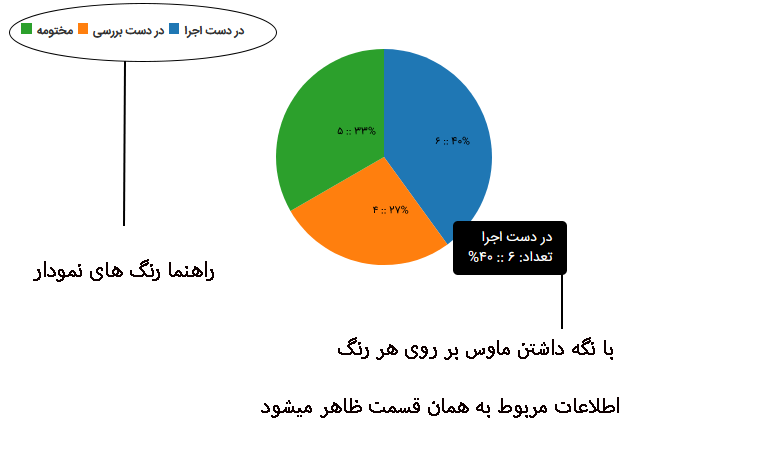 در دست اجرا در دست بررسی مختومه
۵ :: ۳۳%
۶ :: ۴۰%
۴ :: ۲۷%
در دست اجرا
تعداد: ۶ :: ۴۰%
راهنما رنگ های نمودار
با نگه داشتن ماوس بر روی هر رنگ
اطلاعات مربوط به همان قسمت ظاهر میشود